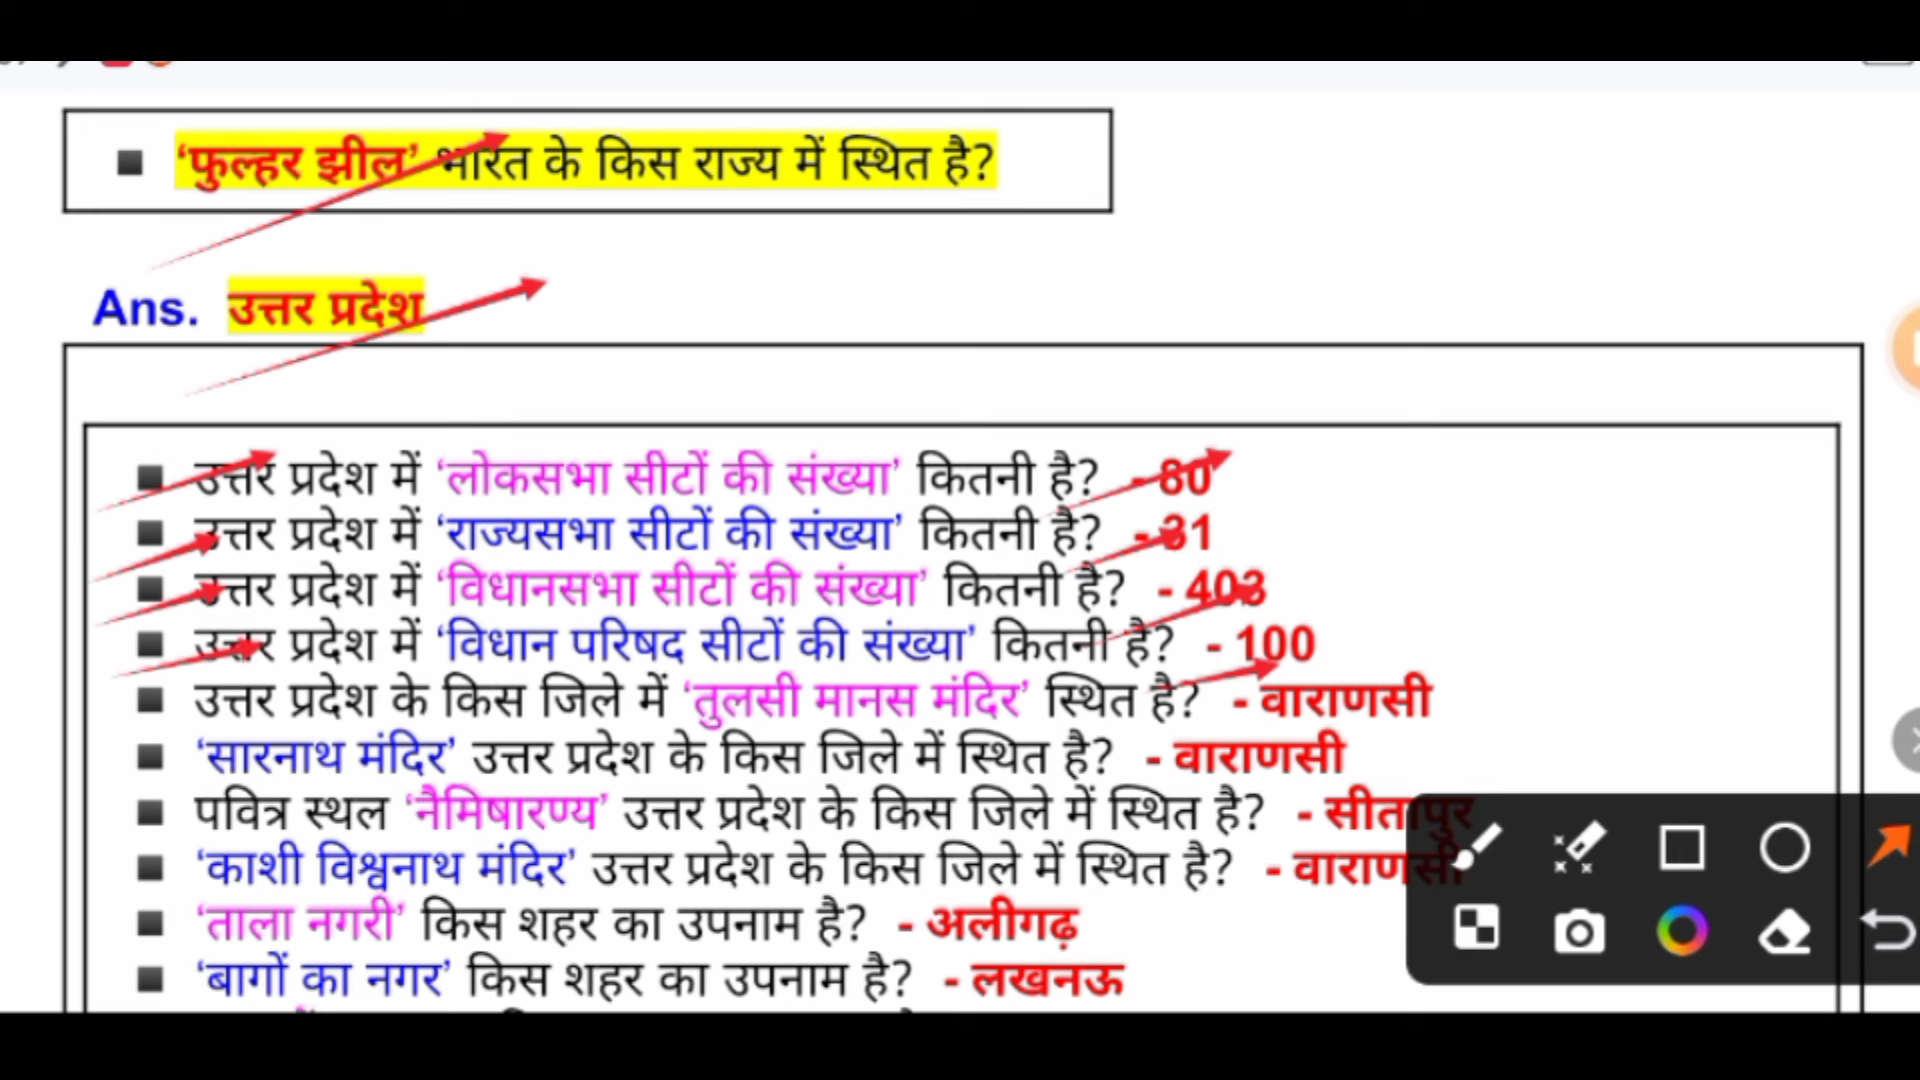 ■ ‘फुल्हर झील’ भारत के किस राज्य में स्थित है?
Ans. उत्तर प्रदेश
■ उत्तर प्रदेश में ‘लोकसभा सीटों की संख्या’ कितनी है? - 80
■ उत्तर प्रदेश में ‘राज्यसभा सीटों की संख्या’ कितनी है? - 31
■ उत्तर प्रदेश में ‘विधानसभा सीटों की संख्या’ कितनी है? - 403
■ उत्तर प्रदेश में ‘विधान परिषद सीटों की संख्या’ कितनी है? - 100
■ उत्तर प्रदेश के किस जिले में ‘तुलसी मानस मंदिर’ स्थित है? - वाराणसी
■ ‘सारनाथ मंदिर’ उत्तर प्रदेश के किस जिले में स्थित है? - वाराणसी
■ पवित्र स्थल ‘नैमिषारण्य’ उत्तर प्रदेश के किस जिले में स्थित है? - सीतापुर
■ ‘काशी विश्वनाथ मंदिर’ उत्तर प्रदेश के किस जिले में स्थित है? - वाराणसी
■ ‘ताला नगरी’ किस शहर का उपनाम है? - अलीगढ़
■ ‘बागों का नगर’ किस शहर का उपनाम है? - लखनऊ